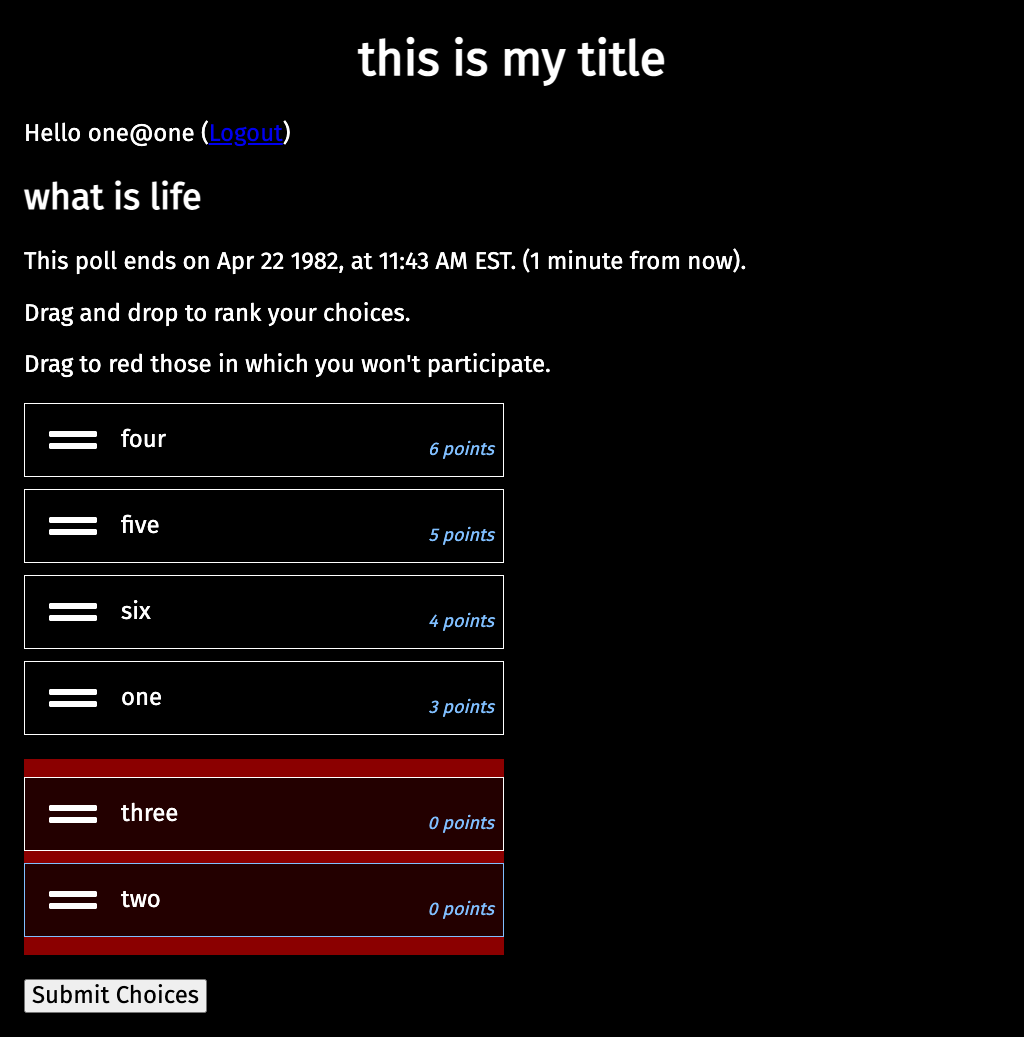 this is my title
Hello one@one (Logout)
what is life
This poll ends on Apr 22 1982, at 11:43 AM EST. (1 minute from now).
Drag and drop to rank your choices.
Drag to red those in which you won't participate.
four 6 points
five 5 points
six 4 points
one 3 points
three 0 points
two 0 points
Submit Choices